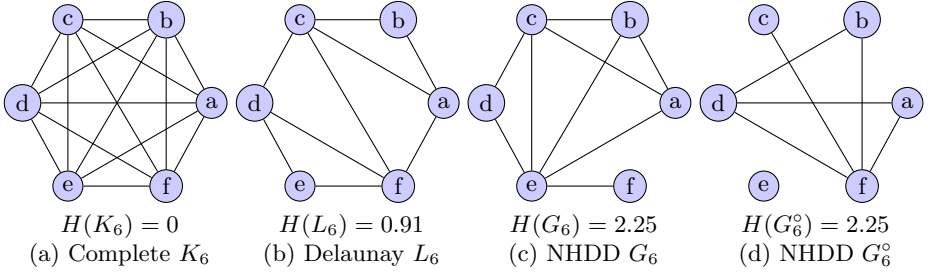 c b c b c b c b
d a d a d a d a
e f e f e f e f
H(K₆) = 0 H(L₆) = 0.91 H(G₆) = 2.25 H(G₆°) = 2.25
(a) Complete K₆ (b) Delaunay L₆ (c) NHDD G₆ (d) NHDD G₆°